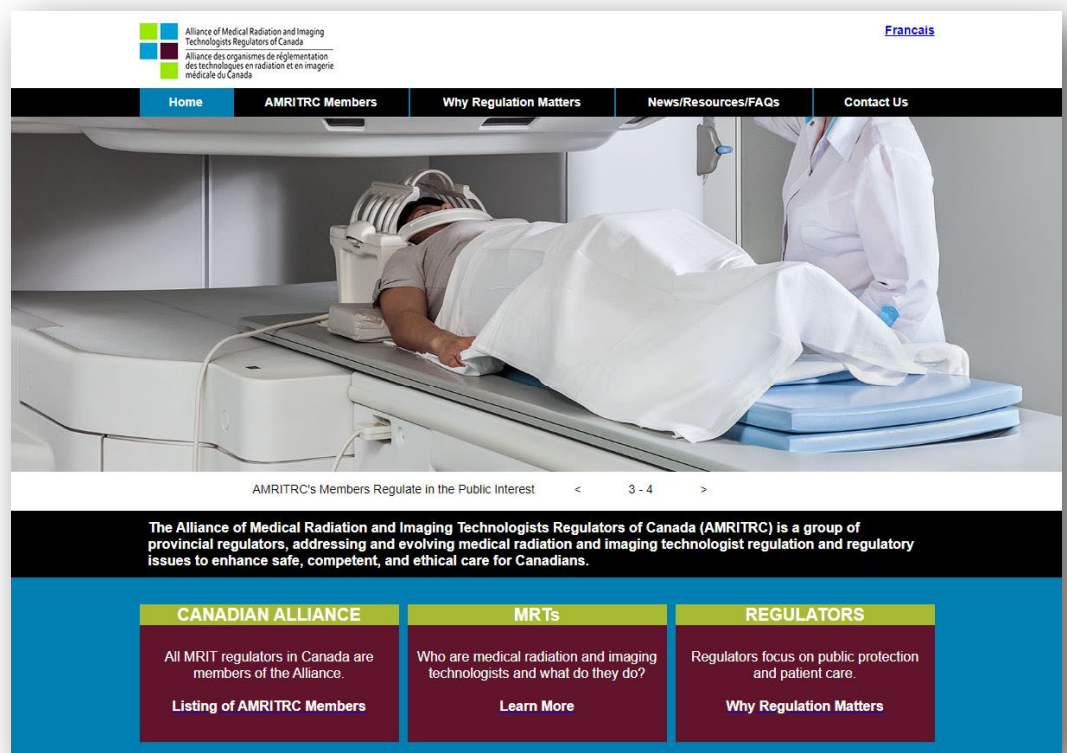 Alliance of Medical Radiation and Imaging
Technologists Regulators of Canada
Alliance des organismes de réglementation
des technologues en radiation et en imagerie
médicale du Canada
Francais
Home
AMRITRC Members
Why Regulation Matters
News/Resources/FAQs
Contact Us
AMRITRC's Members Regulate in the Public Interest < 3 - 4 >
The Alliance of Medical Radiation and Imaging Technologists Regulators of Canada (AMRITRC) is a group of
provincial regulators, addressing and evolving medical radiation and imaging technologist regulation and regulatory
issues to enhance safe, competent, and ethical care for Canadians.
CANADIAN ALLIANCE
All MRIT regulators in Canada are
members of the Alliance.
Listing of AMRITRC Members
MRTs
Who are medical radiation and imaging
technologists and what do they do?
Learn More
REGULATORS
Regulators focus on public protection
and patient care.
Why Regulation Matters